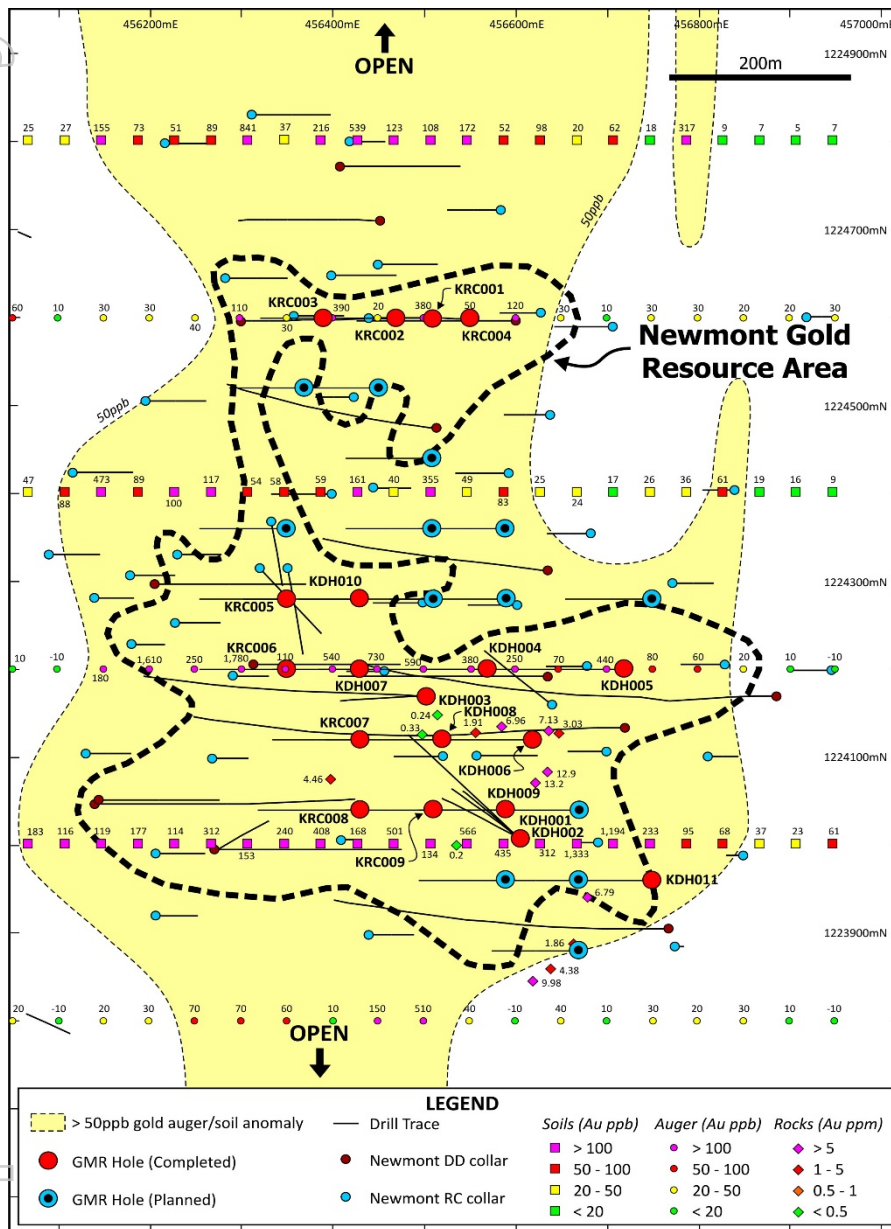 456200mE 456400mE 456600mE 456800mE 457000mE
1224900mN
OPEN
200m
25 27 155 73 51 89 841 37 216 539 123 108 172 52 98 20 62 18 317 9 7 5 7
50ppb
1224700mN
KRC003 KRC001
60 10 30 30 40 110 30 390 20 380 50 120 30 10 30 30 20 20 30
KRC002 KRC004
Newmont Gold
Resource Area
50ppb
1224500mN
47 88 473 89 100 117 54 58 59 161 40 355 49 83 25 24 17 26 36 61 19 16 9
KDH010
1224300mN
KRC005
KRC006 KDH004
10 -10 180 1,610 250 1,780 110 540 730 590 380 250 70 440 80 60 20 10 -10
KDH007 KDH005
KDH003
KDH008
0.24
6.96
KRC007 0.33 1.91 7.13 3.03
KDH006
1224100mN
4.46 12.9
13.2
KDH009
KRC008 KDH001
KDH002
183 116 119 177 114 312 153 240 408 168 501 134 566 435 312 1,333 1,194 233 95 68 37 23 61
KRC009 0.2
KDH011
6.79
1223900mN
1.86
4.38
9.98
20 -10 20 30 70 70 60 10 150 510 -40 -10 40 10 30 20 30 10 -10
OPEN
LEGEND
> 50ppb gold auger/soil anomaly
Drill Trace
Soils (Au ppb) Auger (Au ppb) Rocks (Au ppm)
GMR Hole (Completed)
Newmont DD collar
> 100 > 100 > 5
50 - 100 50 - 100 1 - 5
GMR Hole (Planned)
Newmont RC collar
20 - 50 20 - 50 0.5 - 1
< 20 < 20 < 0.5